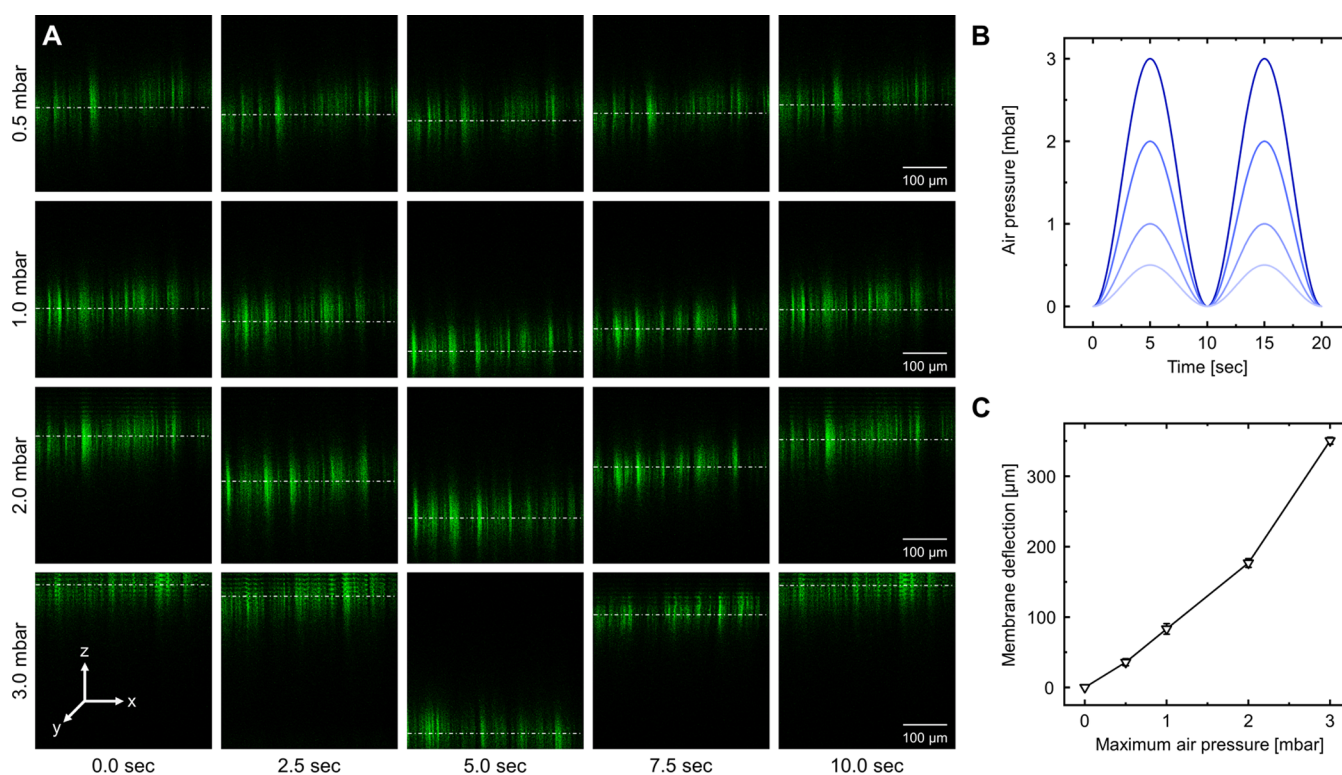 A
0.5 mbar
100 µm
1.0 mbar
100 µm
2.0 mbar
100 µm
3.0 mbar
z
x
y
100 µm
0.0 sec 2.5 sec 5.0 sec 7.5 sec 10.0 sec
B
Air pressure [mbar]
3
2
1
0
0 5 10 15 20
Time [sec]
C
Membrane deflection [µm]
300
200
100
0
0 1 2 3
Maximum air pressure [mbar]